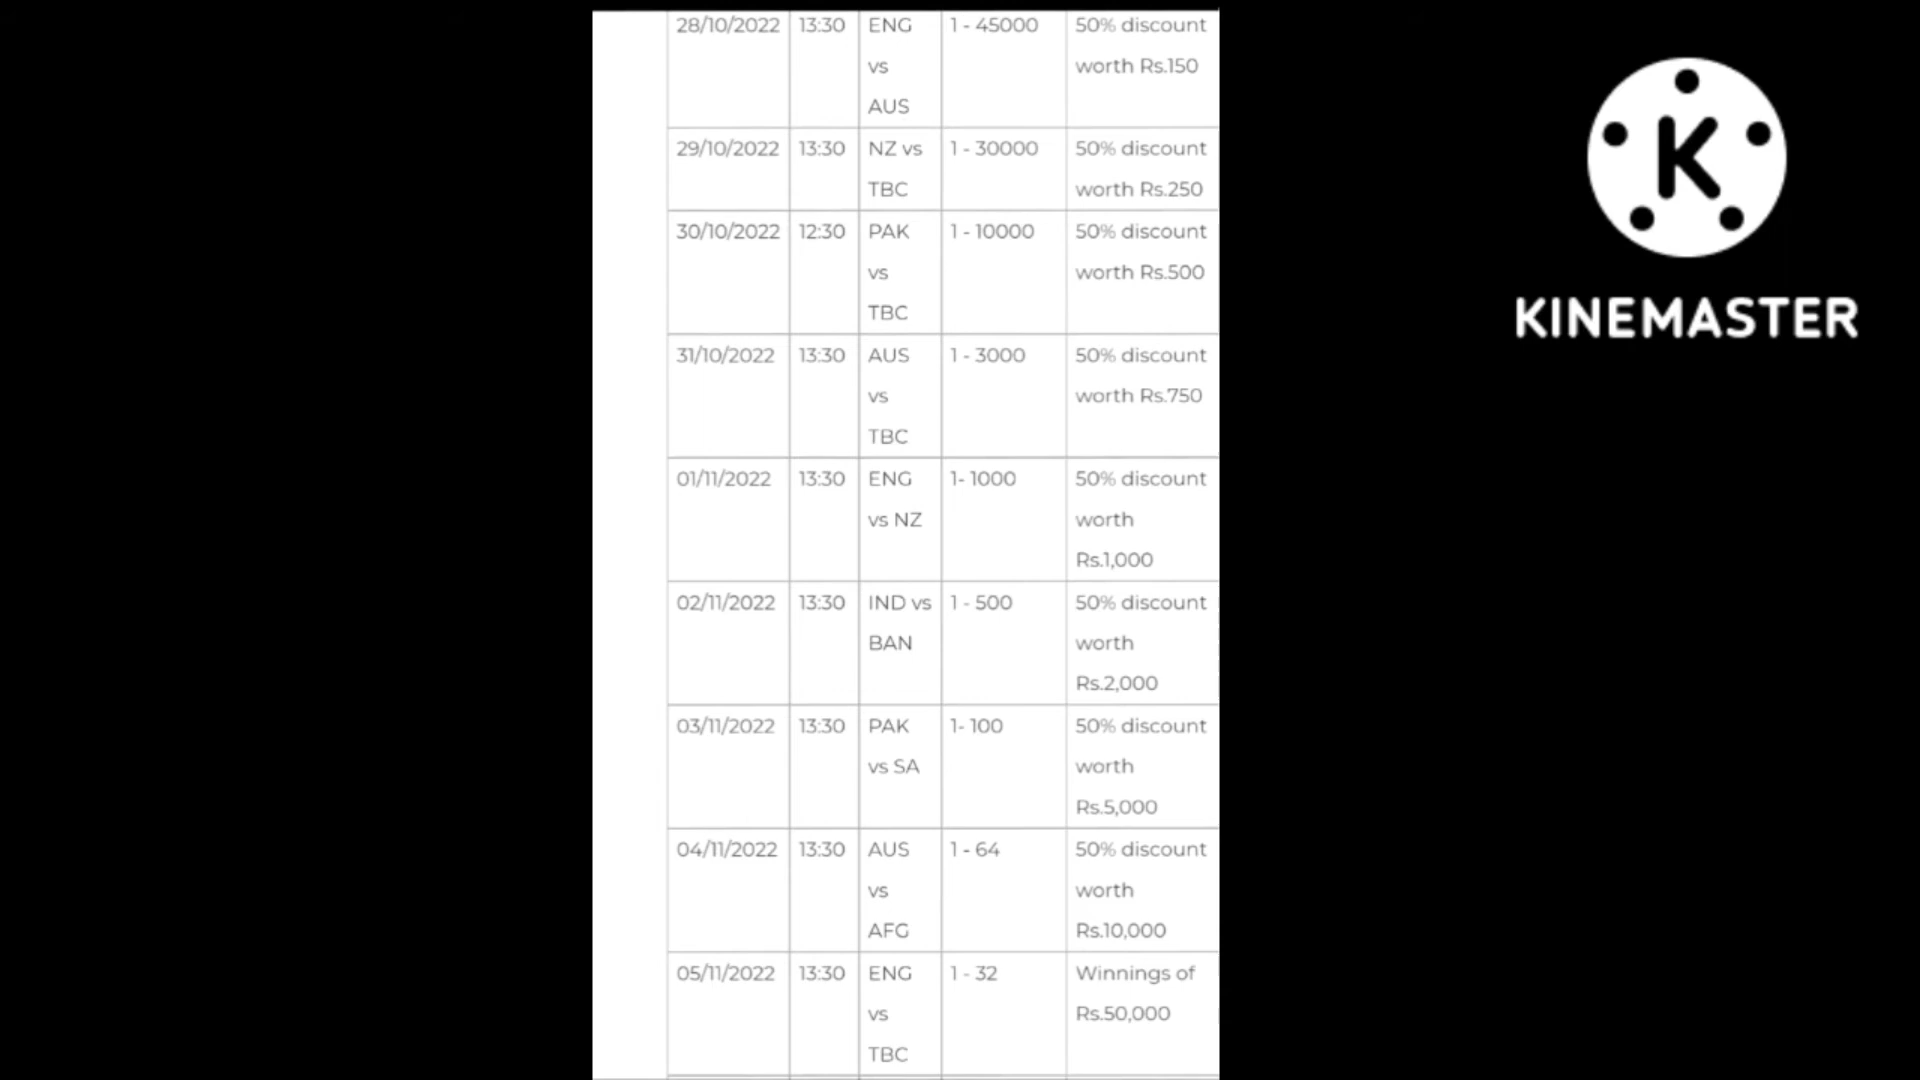 28/10/2022 13:30 ENG 1 - 45000 50% discount
vs worth Rs.150
AUS
29/10/2022 13:30 NZ vs 1 - 30000 50% discount
TBC worth Rs.250
30/10/2022 12:30 PAK 1 - 10000 50% discount
vs worth Rs.500
TBC
31/10/2022 13:30 AUS 1 - 3000 50% discount
vs worth Rs.750
TBC
01/11/2022 13:30 ENG 1- 1000 50% discount
vs NZ worth
Rs.1,000
02/11/2022 13:30 IND vs 1 - 500 50% discount
BAN worth
Rs.2,000
03/11/2022 13:30 PAK 1- 100 50% discount
vs SA worth
Rs.5,000
04/11/2022 13:30 AUS 1 - 64 50% discount
vs worth
AFG Rs.10,000
05/11/2022 13:30 ENG 1 - 32 Winnings of
vs Rs.50,000
TBC
K
KINEMASTER